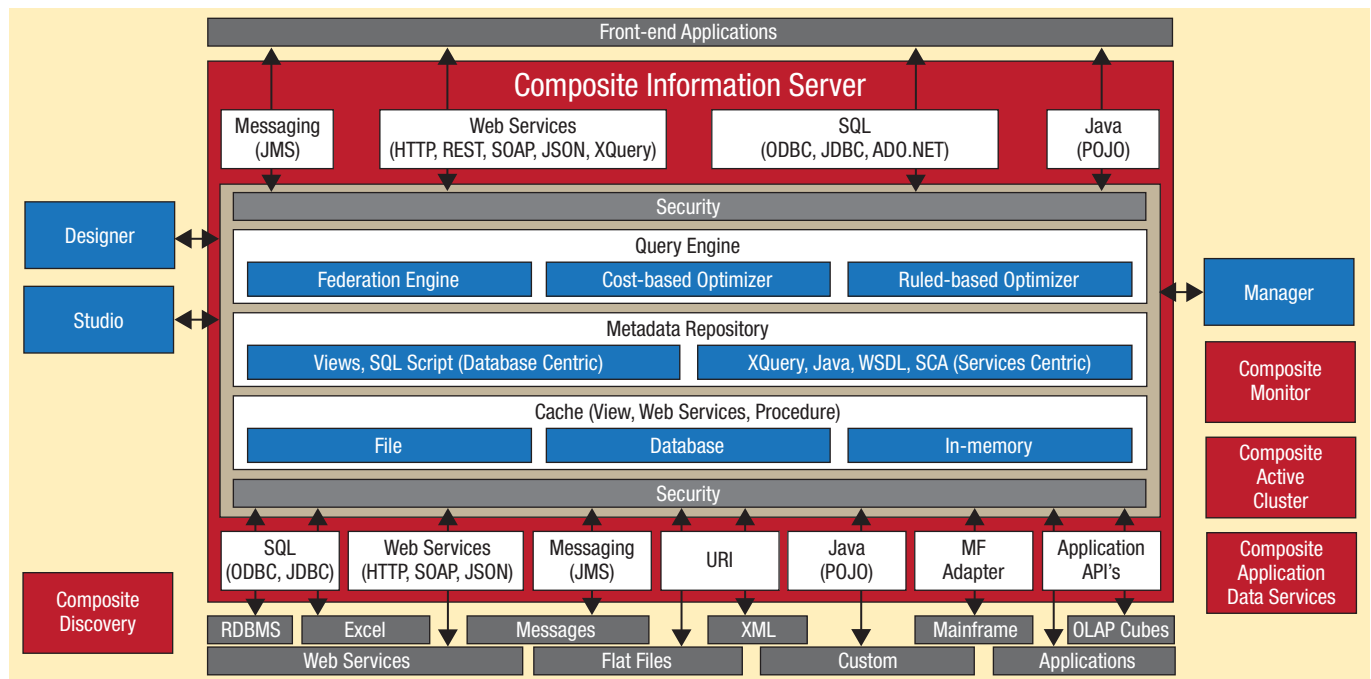 Front-end Applications
Composite Information Server
Messaging
(JMS)
Web Services
(HTTP, REST, SOAP, JSON, XQuery)
SQL
(ODBC, JDBC, ADO.NET)
Java
(POJO)
Security
Designer
Studio
Query Engine
Federation Engine
Cost-based Optimizer
Ruled-based Optimizer
Metadata Repository
Views, SQL Script (Database Centric)
XQuery, Java, WSDL, SCA (Services Centric)
Cache (View, Web Services, Procedure)
File
Database
In-memory
Security
Manager
Composite
Monitor
Composite
Active
Cluster
Composite
Application
Data Services
Composite
Discovery
SQL
(ODBC, JDBC)
Web Services
(HTTP, SOAP, JSON)
Messaging
(JMS)
URI
Java
(POJO)
MF
Adapter
Application
API's
RDBMS
Excel
Messages
XML
Mainframe
OLAP Cubes
Web Services
Flat Files
Custom
Applications